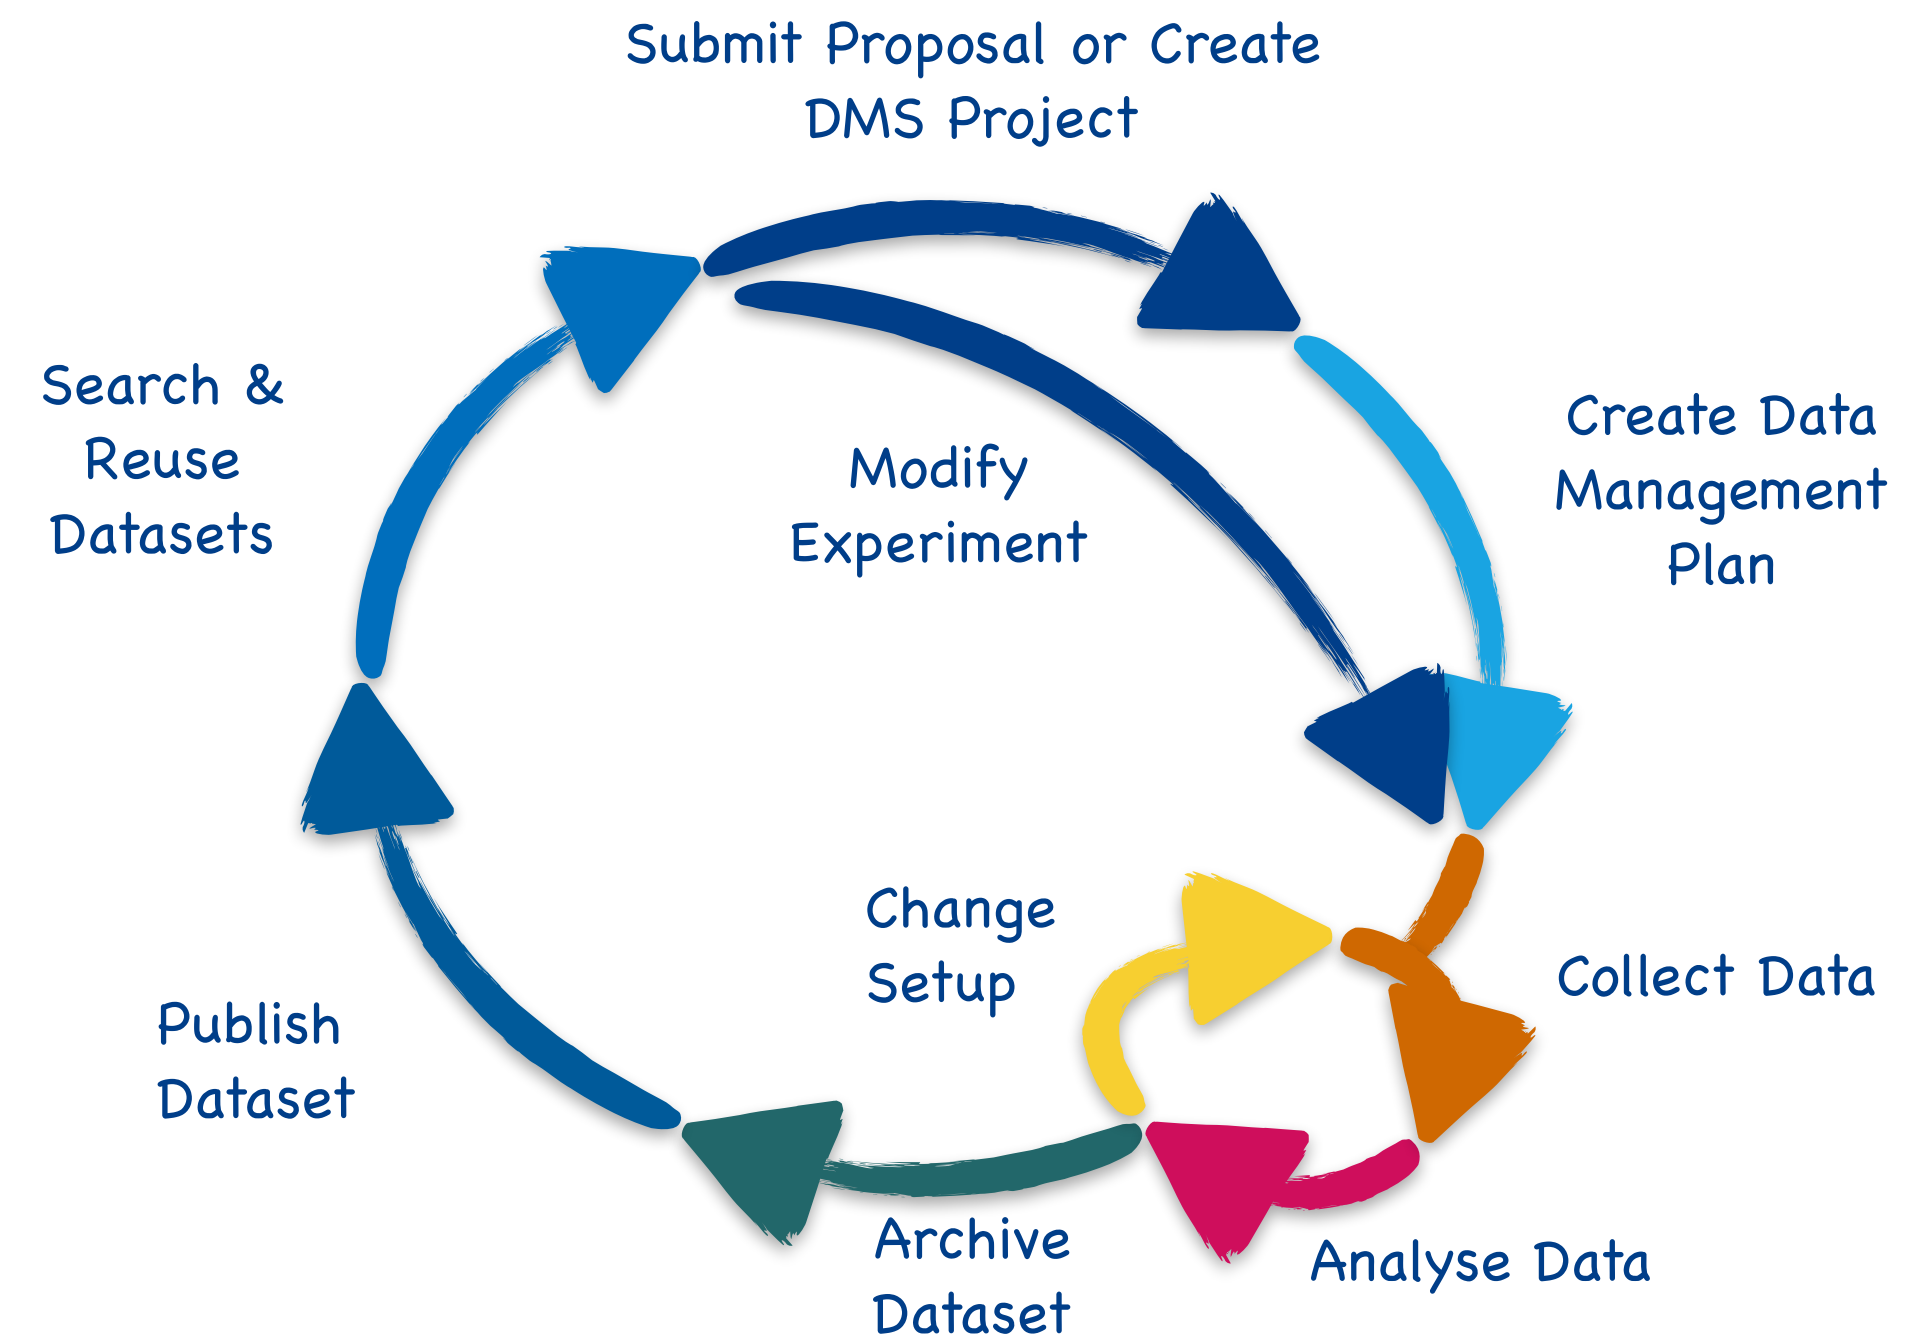 Submit Proposal or Create
DMS Project
Search &
Reuse
Datasets
Create Data
Management
Plan
Modify
Experiment
Change
Setup
Collect Data
Publish
Dataset
Archive
Dataset
Analyse Data